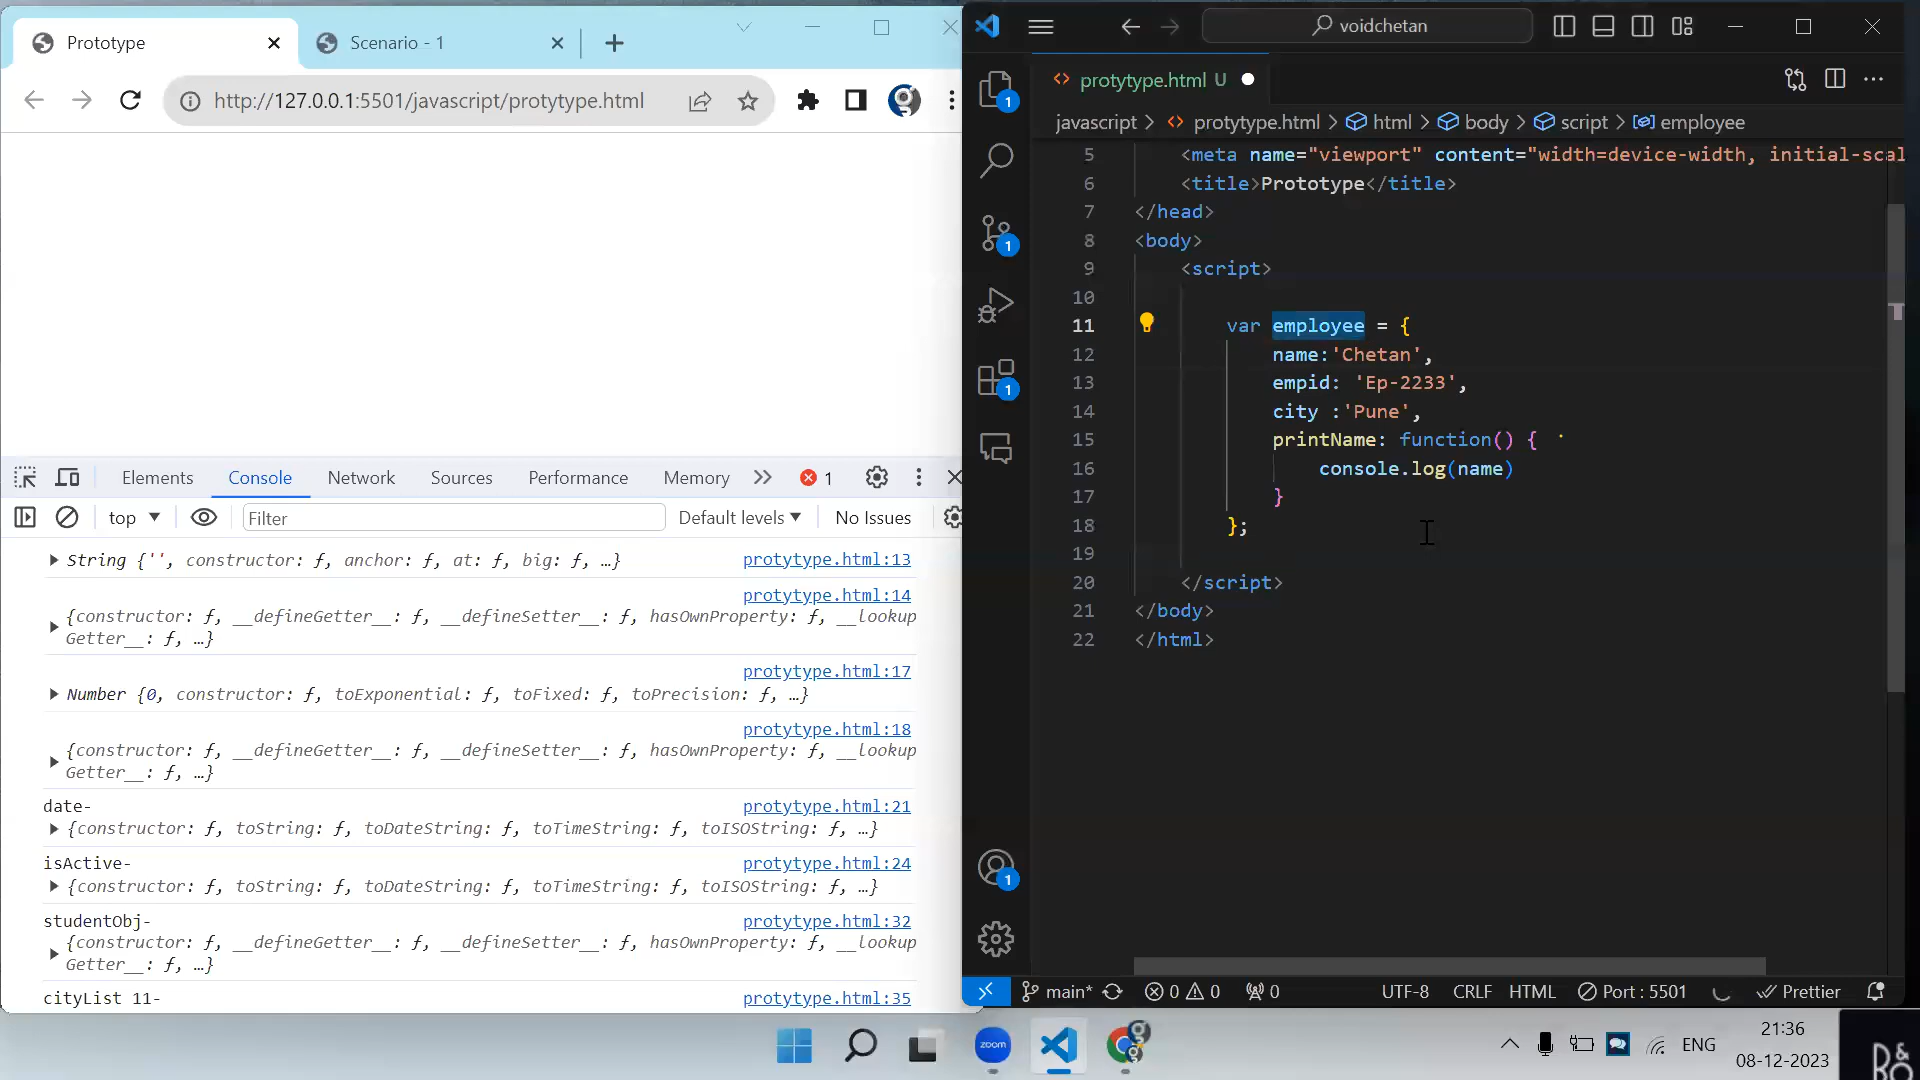 Prototype
Scenario - 1
http://127.0.0.1:5501/javascript/protytype.html
Elements Console Network Sources Performance Memory 1
top Filter Default levels No Issues
String {'', constructor: ƒ, anchor: ƒ, at: ƒ, big: ƒ, …} protytype.html:13
protytype.html:14
{constructor: ƒ, __defineGetter__: ƒ, __defineSetter__: ƒ, hasOwnProperty: ƒ, __lookup
Getter__: ƒ, …}
protytype.html:17
Number {0, constructor: ƒ, toExponential: ƒ, toFixed: ƒ, toPrecision: ƒ, …}
protytype.html:18
{constructor: ƒ, __defineGetter__: ƒ, __defineSetter__: ƒ, hasOwnProperty: ƒ, __lookup
Getter__: ƒ, …}
date- protytype.html:21
{constructor: ƒ, toString: ƒ, toDateString: ƒ, toTimeString: ƒ, toISOString: ƒ, …}
isActive- protytype.html:24
{constructor: ƒ, toString: ƒ, toDateString: ƒ, toTimeString: ƒ, toISOString: ƒ, …}
studentObj- protytype.html:32
{constructor: ƒ, __defineGetter__: ƒ, __defineSetter__: ƒ, hasOwnProperty: ƒ, __lookup
Getter__: ƒ, …}
cityList 11- protytype.html:35
voidchetan
protytype.html U
javascript > protytype.html > html > body > script > employee
5 <meta name="viewport" content="width=device-width, initial-scal
6 <title>Prototype</title>
7 </head>
8 <body>
9 <script>
10
11 var employee = {
12 name:'Chetan',
13 empid: 'Ep-2233',
14 city :'Pune',
15 printName: function() {
16 console.log(name)
17 }
18 };
19
20 </script>
21 </body>
22 </html>
1
1
1
1
main* 0 0 0 UTF-8 CRLF HTML Port : 5501 Prettier
zoom
ENG
21:36
08-12-2023